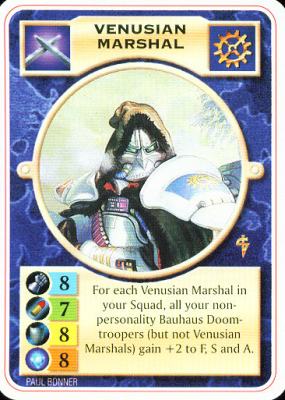 VENUSIAN
MARSHAL
8
7
8
8
For each Venusian Marshal in
your Squad, all your non-
personality Bauhaus Doom-
troopers (but not Venusian
Marshals) gain +2 to F, S and A.
PAUL BONNER